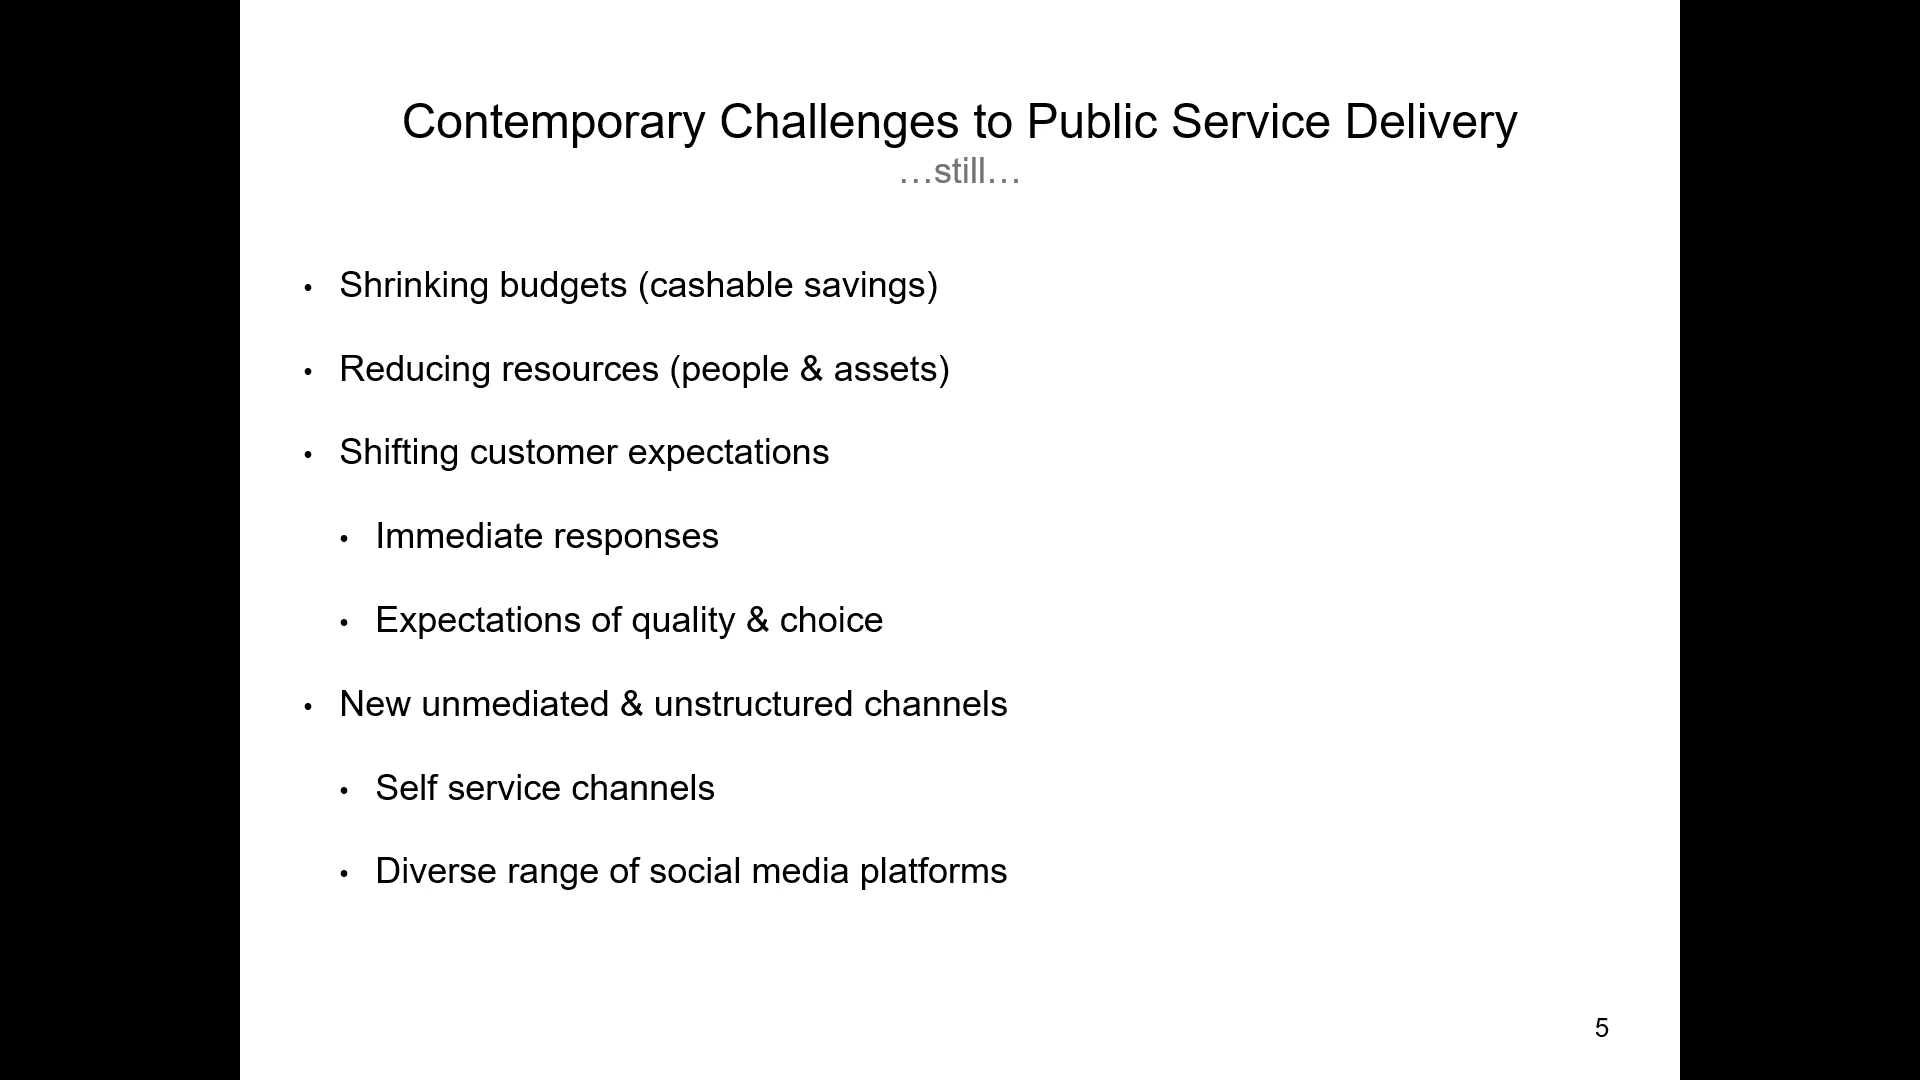 Contemporary Challenges to Public Service Delivery
…still…
• Shrinking budgets (cashable savings)
• Reducing resources (people & assets)
• Shifting customer expectations
• Immediate responses
• Expectations of quality & choice
• New unmediated & unstructured channels
• Self service channels
• Diverse range of social media platforms
5